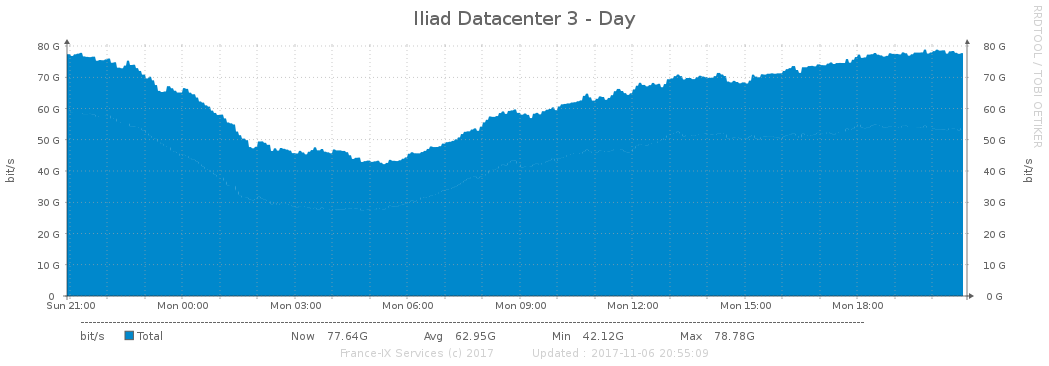 Iliad Datacenter 3 - Day
RRDTOOL / TOBI OETIKER
80 G 80 G
70 G 70 G
60 G 60 G
50 G 50 G
40 G 40 G
30 G 30 G
20 G 20 G
10 G 10 G
0 0 G
bit/s bit/s
Sun 21:00 Mon 00:00 Mon 03:00 Mon 06:00 Mon 09:00 Mon 12:00 Mon 15:00 Mon 18:00
bit/s Total Now 77.64G Avg 62.95G Min 42.12G Max 78.78G
France-IX Services (c) 2017 Updated : 2017-11-06 20:55:09